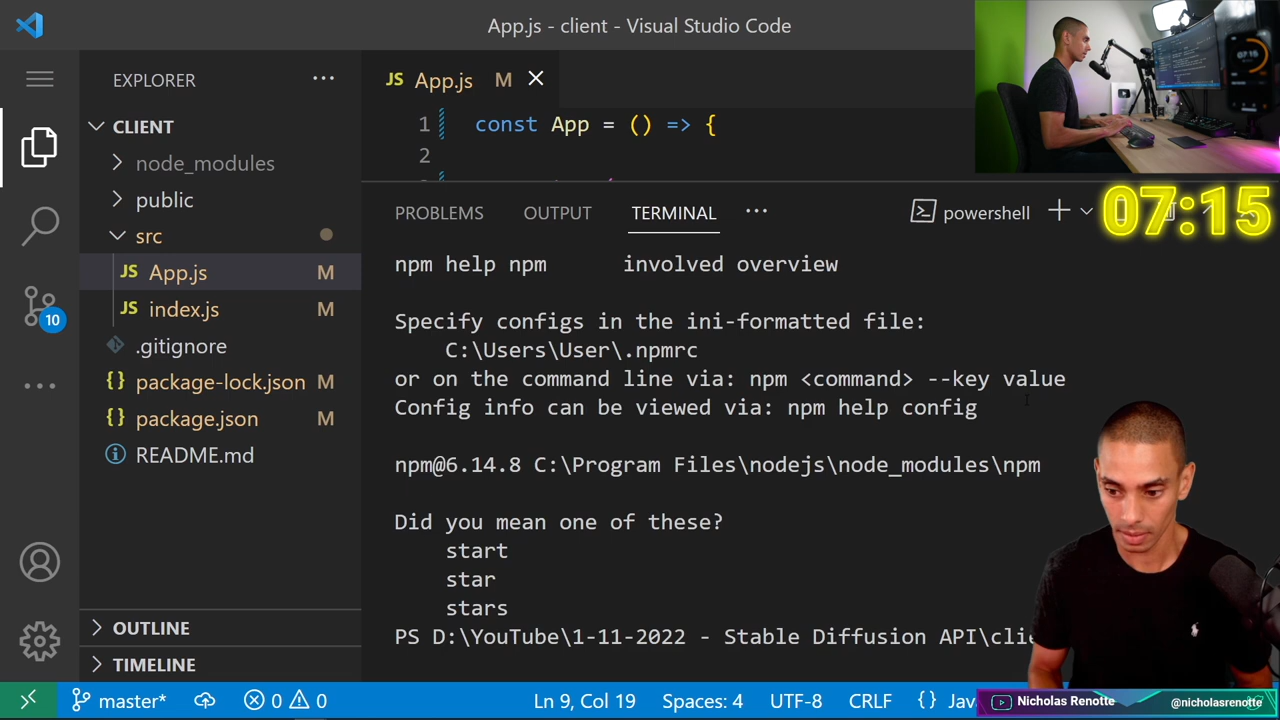 App.js - client - Visual Studio Code
EXPLORER
CLIENT
node_modules
public
src
JS App.js M
JS index.js M
.gitignore
{} package-lock.json M
{} package.json M
README.md
OUTLINE
TIMELINE
10
JS App.js M
1 const App = () => {
2
PROBLEMS OUTPUT TERMINAL
powershell
07:15
npm help npm involved overview
Specify configs in the ini-formatted file:
C:\Users\User\.npmrc
or on the command line via: npm <command> --key value
Config info can be viewed via: npm help config
npm@6.14.8 C:\Program Files\nodejs\node_modules\npm
Did you mean one of these?
start
star
stars
PS D:\YouTube\1-11-2022 - Stable Diffusion API\clie
master* 0 0 Ln 9, Col 19 Spaces: 4 UTF-8 CRLF {} Jav
Nicholas Renotte @nicholasrenotte